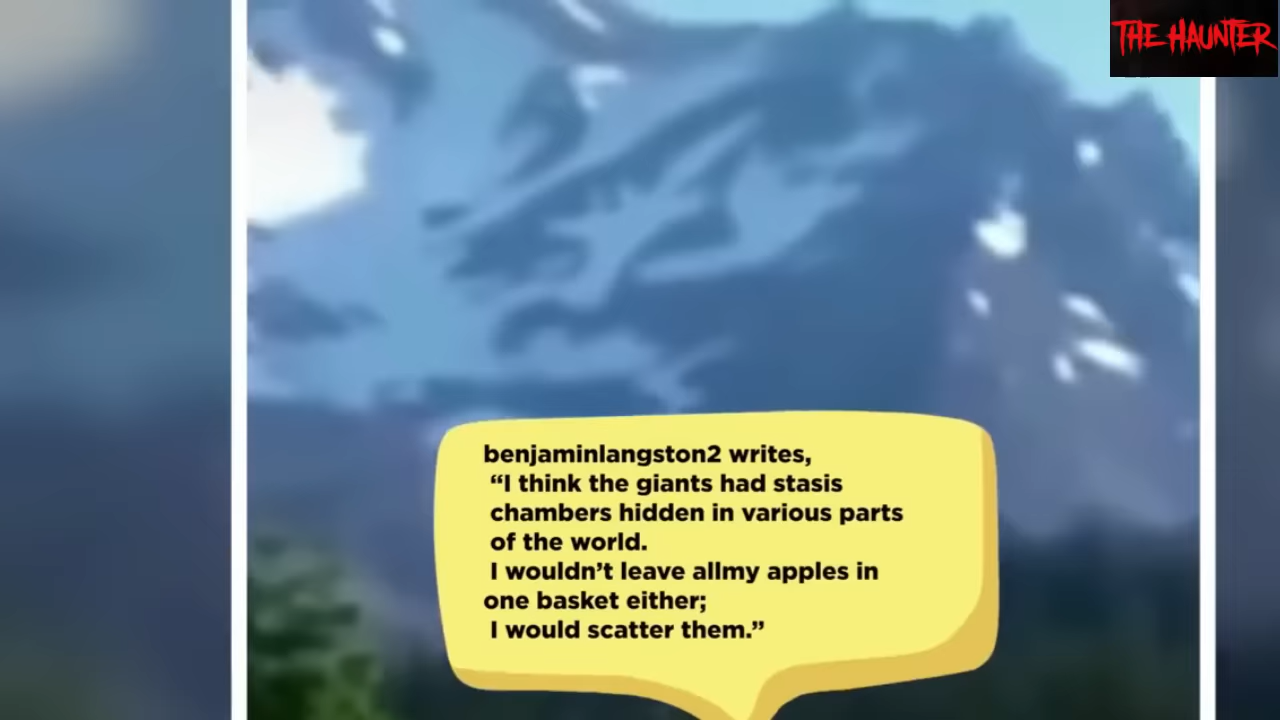 THE HAUNTER
benjaminlangston2 writes,
“I think the giants had stasis
chambers hidden in various parts
of the world.
I wouldn’t leave allmy apples in
one basket either;
I would scatter them.”